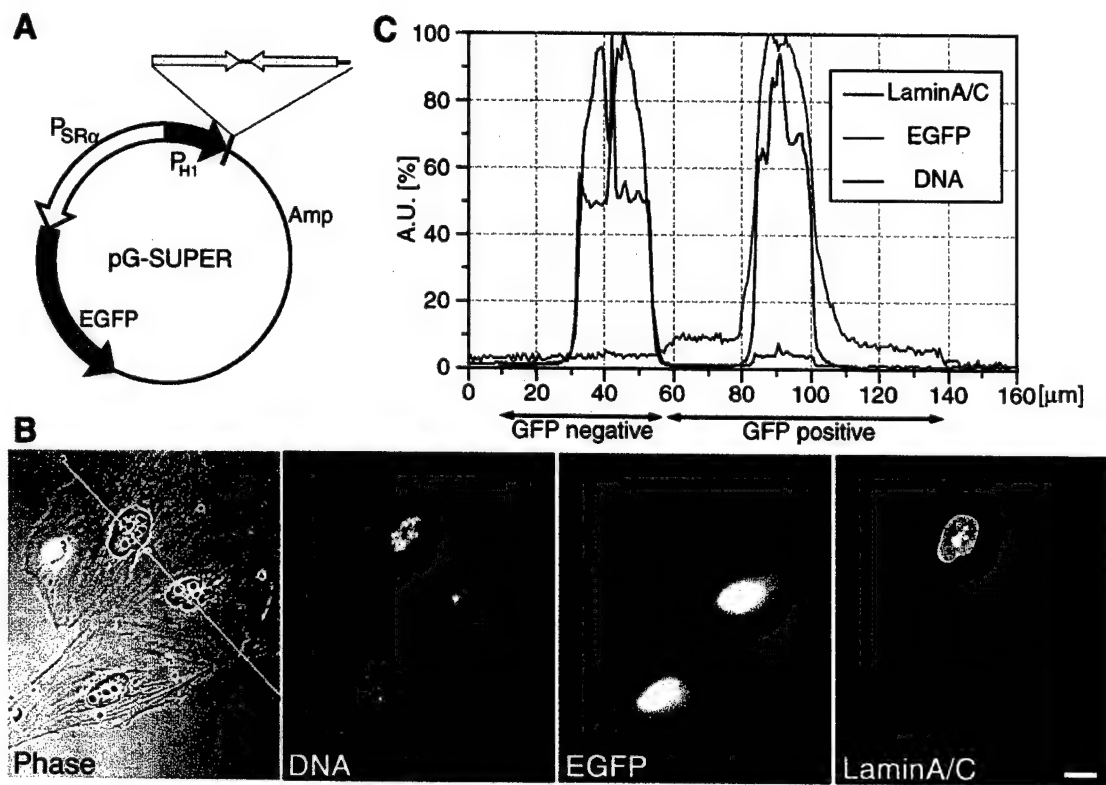 A
P_SRα
P_H1
Amp
pG-SUPER
EGFP
C
A.U. [%]
100
80
60
40
20
0
LaminA/C
EGFP
DNA
0 20 40 60 80 100 120 140 160 [μm]
GFP negative GFP positive
B
Phase
DNA
EGFP
LaminA/C